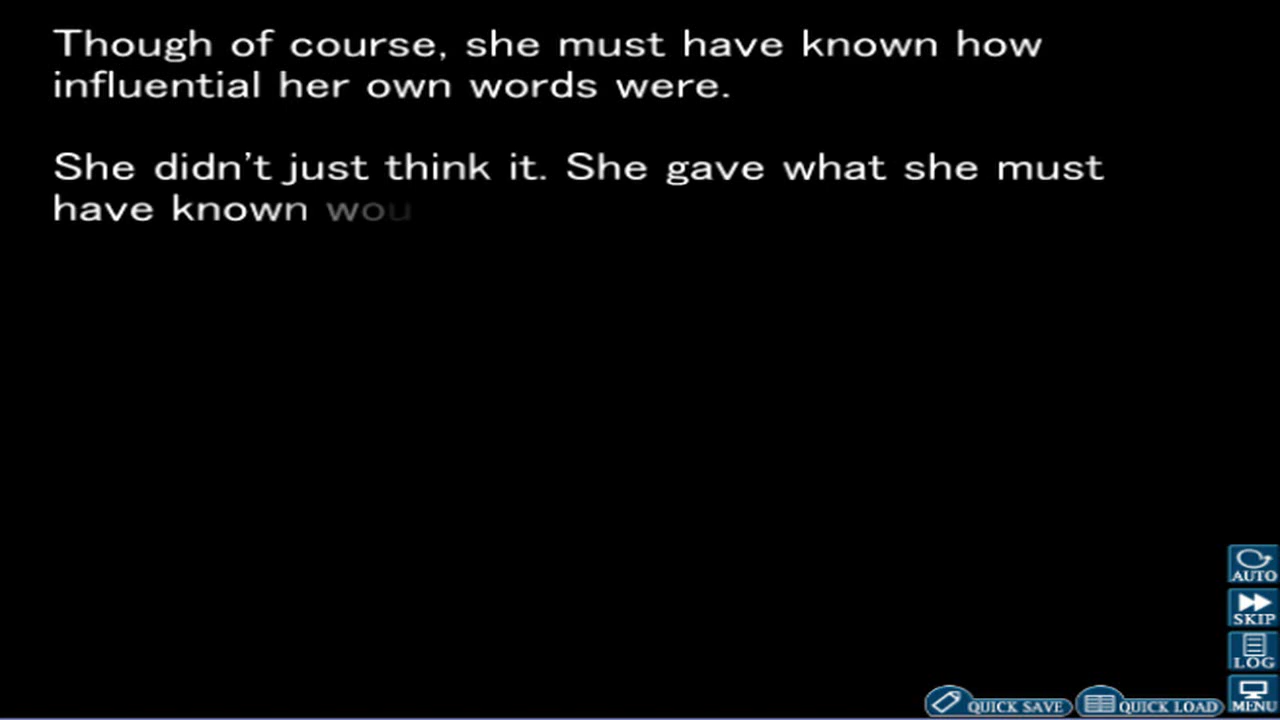 Though of course, she must have known how
influential her own words were.
She didn't just think it. She gave what she must
have known wou
AUTO
SKIP
LOG
QUICK SAVE QUICK LOAD MENU